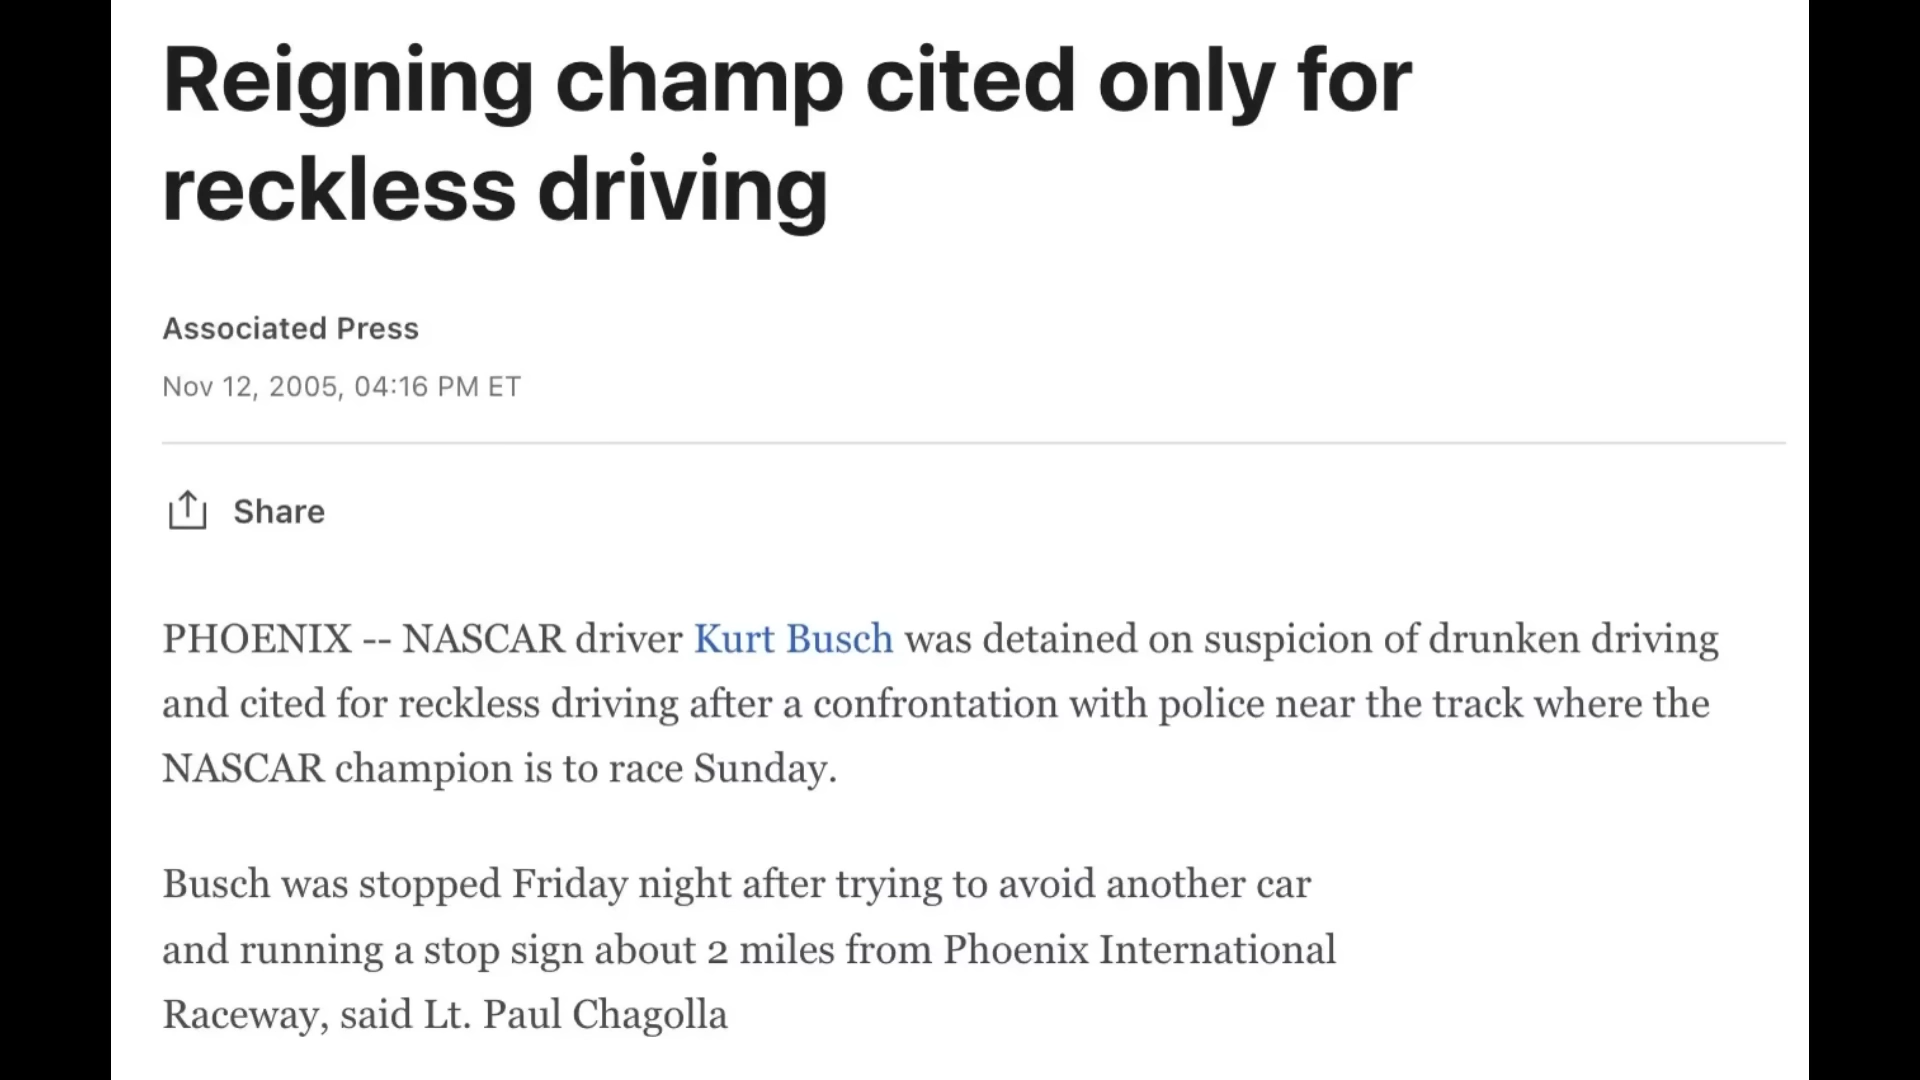 Reigning champ cited only for
reckless driving
Associated Press
Nov 12, 2005, 04:16 PM ET
Share
PHOENIX -- NASCAR driver Kurt Busch was detained on suspicion of drunken driving
and cited for reckless driving after a confrontation with police near the track where the
NASCAR champion is to race Sunday.
Busch was stopped Friday night after trying to avoid another car
and running a stop sign about 2 miles from Phoenix International
Raceway, said Lt. Paul Chagolla